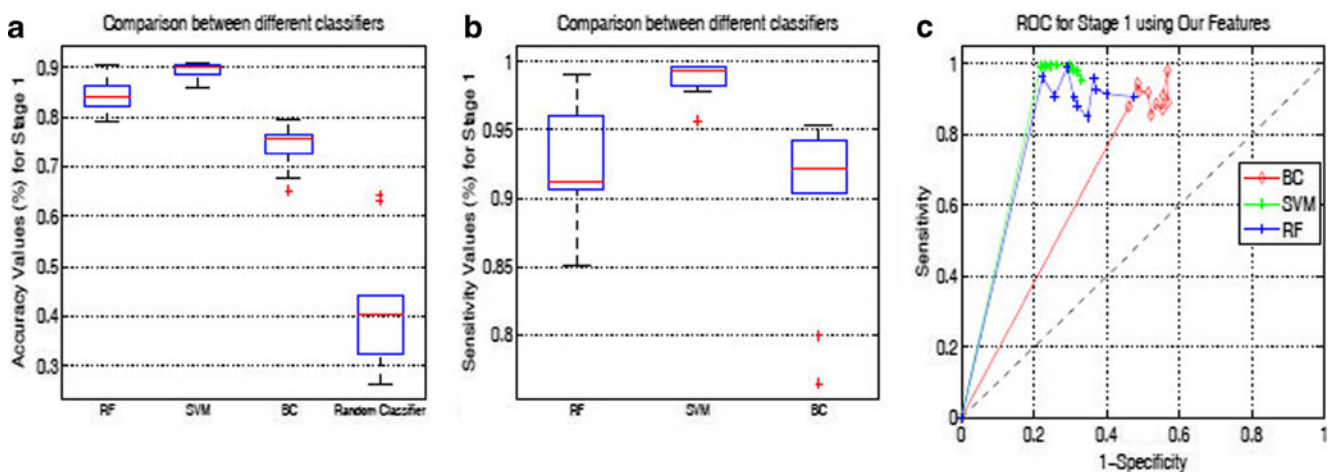 a
Comparison between different classifiers
Accuracy Values (%) for Stage 1
0.9
0.8
0.7
0.6
0.5
0.4
0.3
RF
SVM
BC
Random Classifier
b
Comparison between different classifiers
Sensitivity Values (%) for Stage 1
1
0.95
0.9
0.85
0.8
RF
SVM
BC
c
ROC for Stage 1 using Our Features
Sensitivity
1
0.8
0.6
0.4
0.2
0
BC
SVM
RF
0
0.2
0.4
0.6
0.8
1
1-Specificity